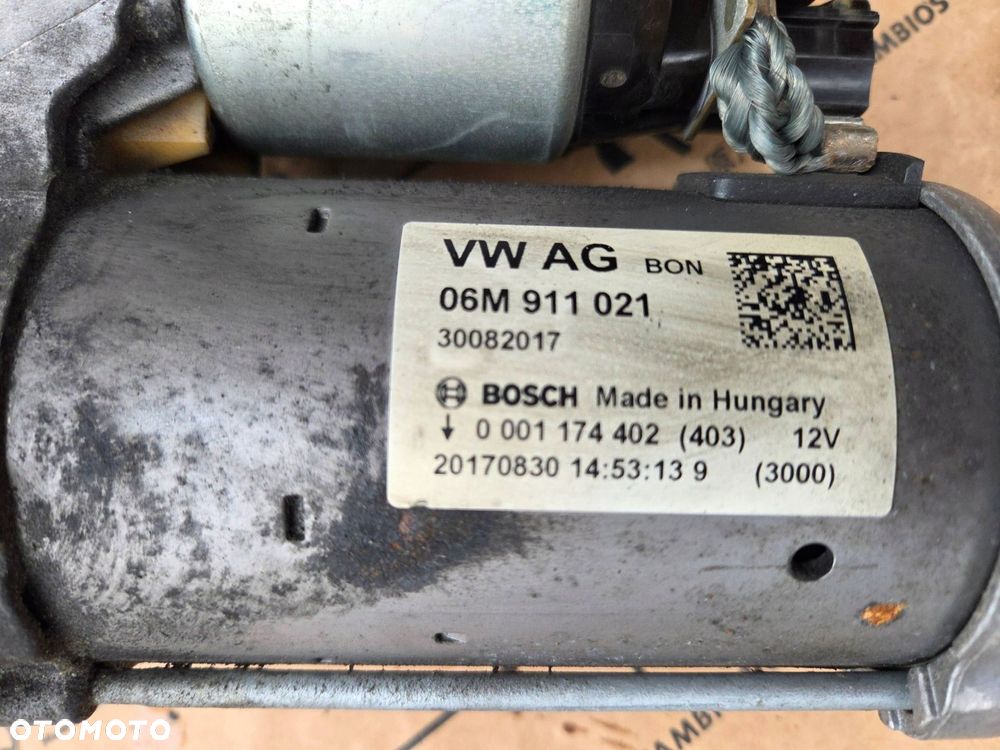 VW AG BON
06M 911 021
30082017
BOSCH Made in Hungary
0 001 174 402 (403) 12V
20170830 14:53:13 9 (3000)
OTOMOTO